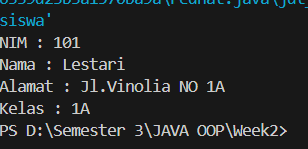 siswa'
NIM : 101
Nama : Lestari
Alamat : Jl.Vinolia NO 1A
Kelas : 1A
PS D:\Semester 3\JAVA OOP\Week2>